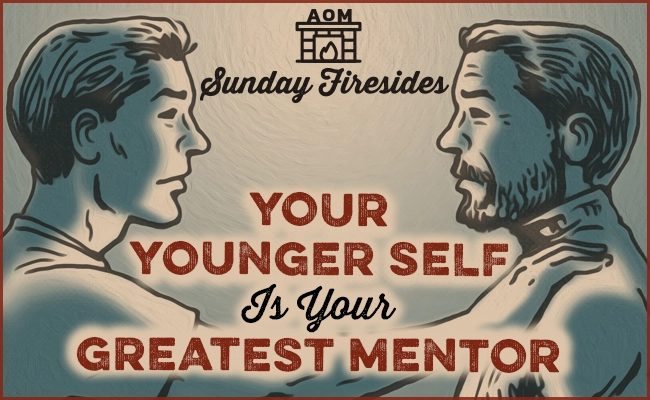 AOM
Sunday Firesides
YOUR
YOUNGER SELF
Is Your
GREATEST MENTOR